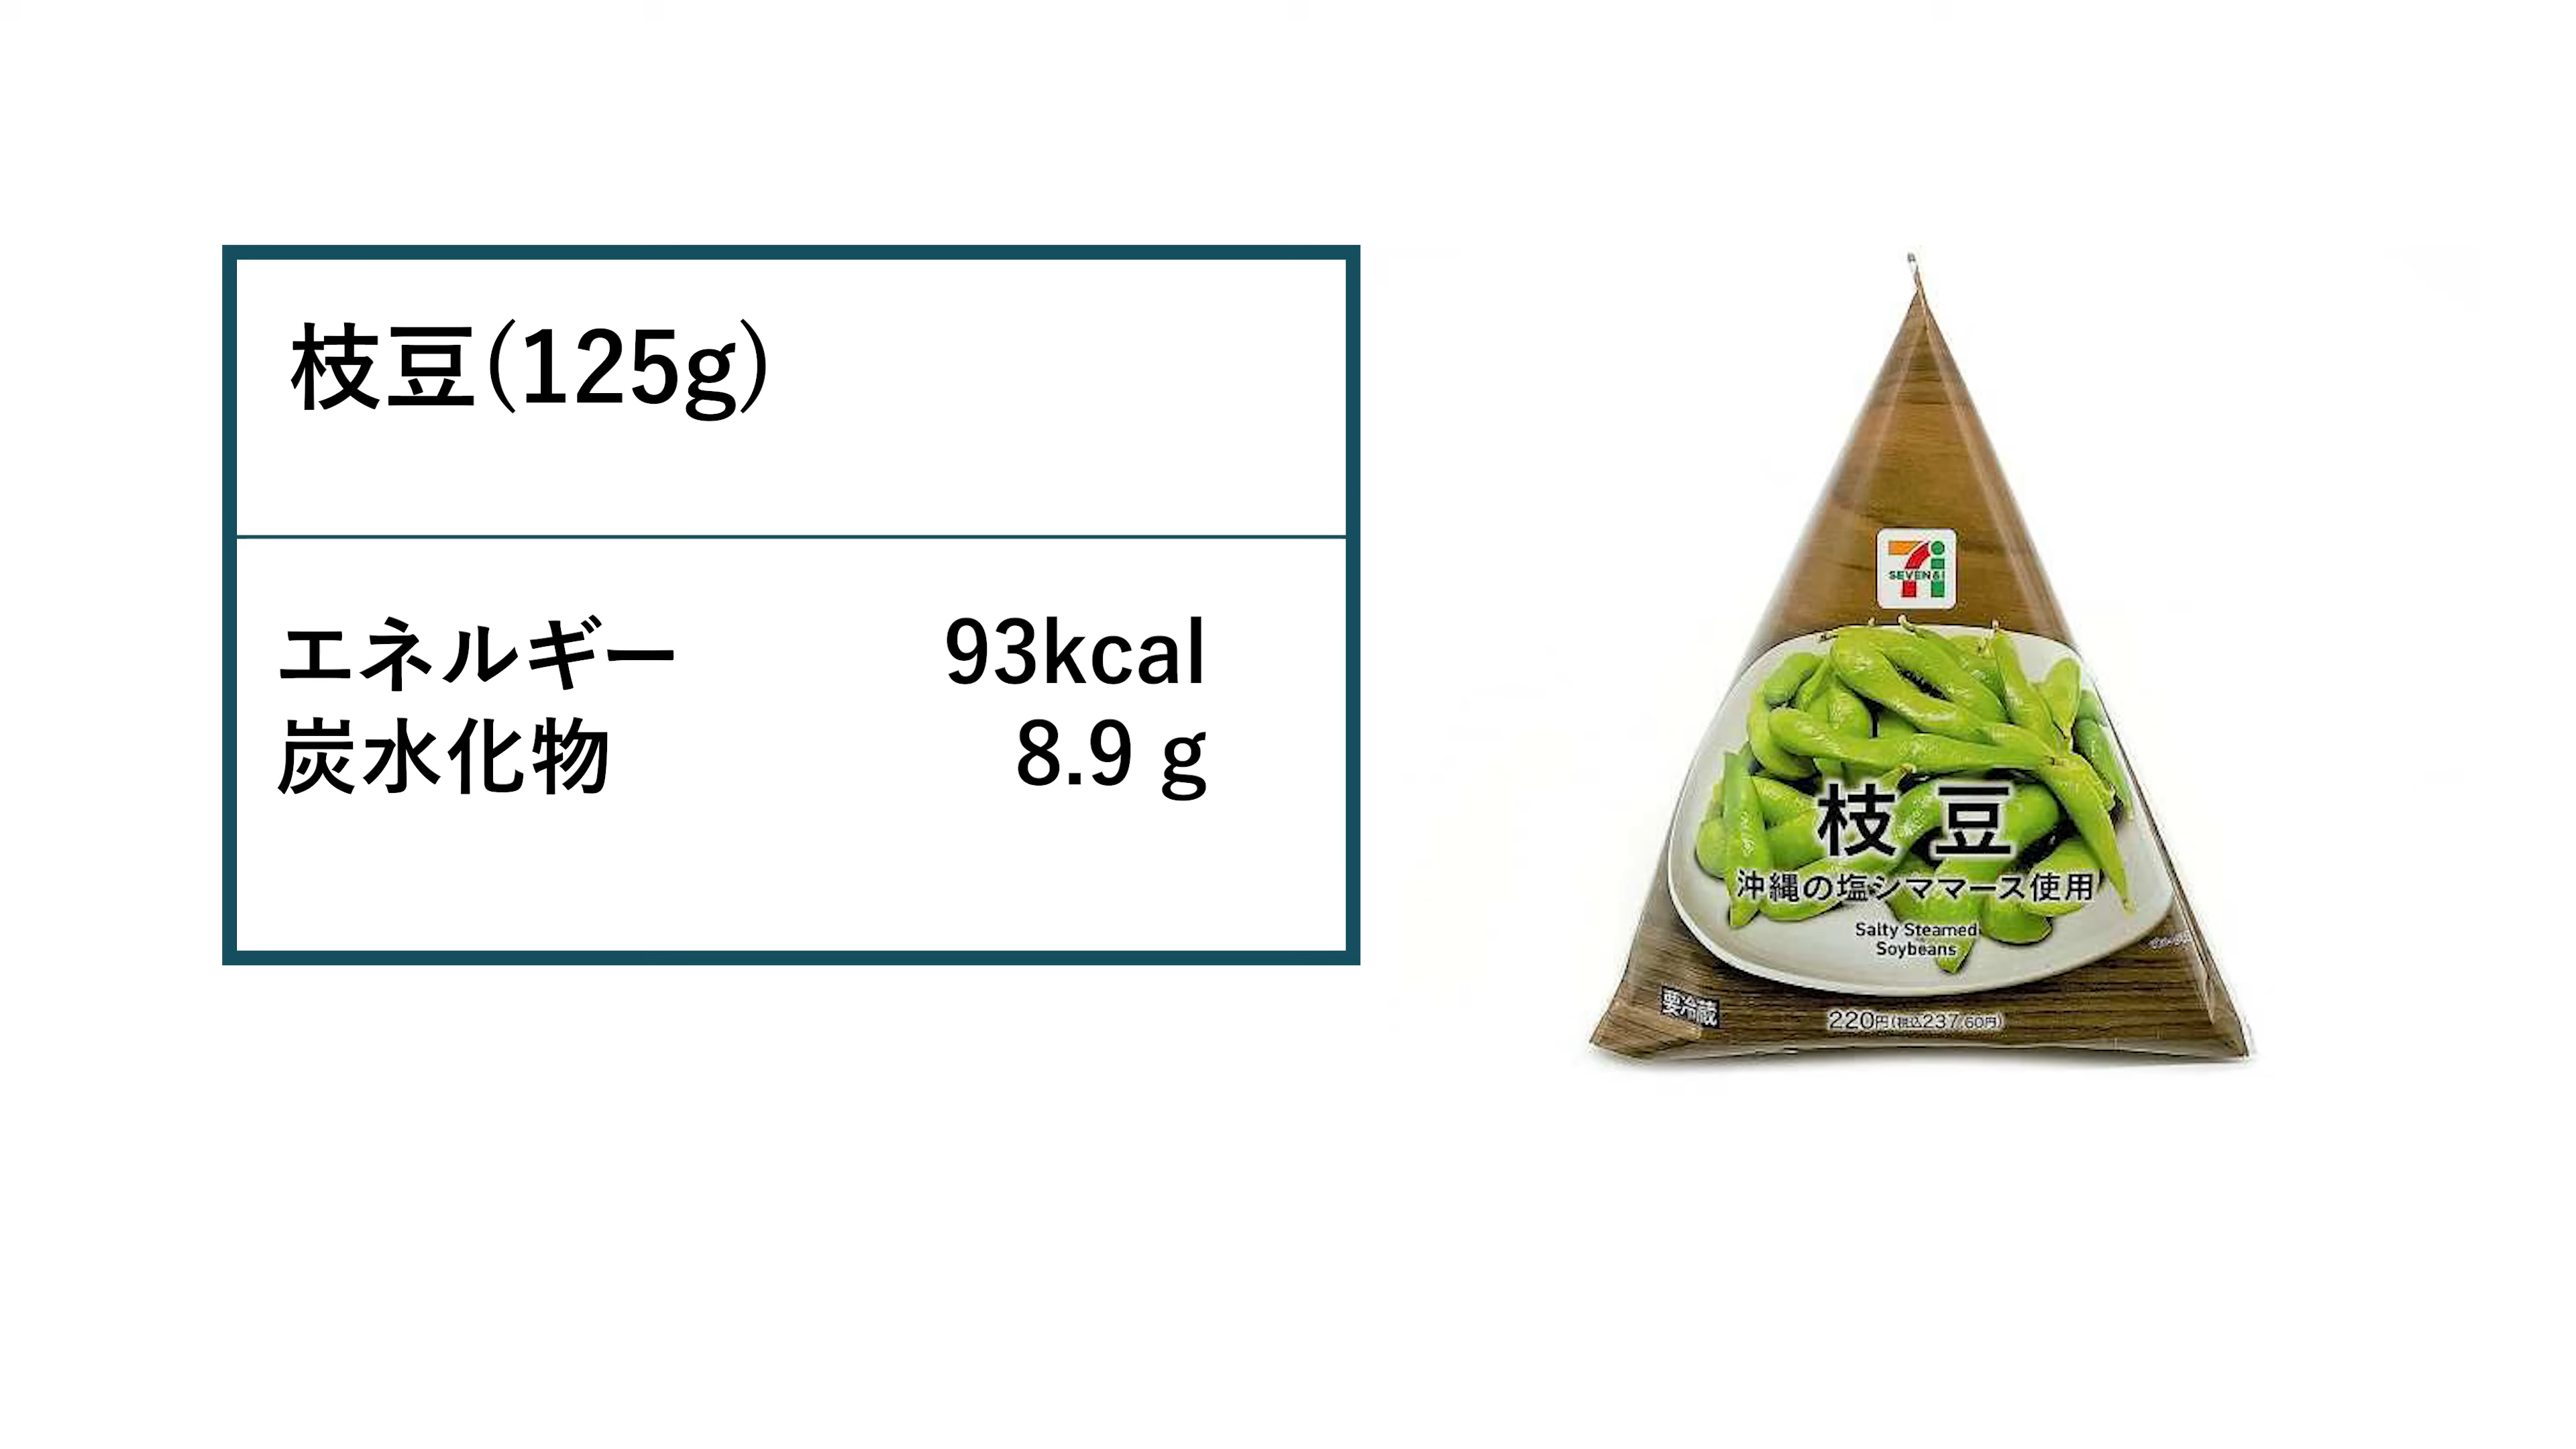 枝豆(125g)
エネルギー 93kcal
炭水化物 8.9 g
SEVEN&i
枝豆
沖縄の塩シママース使用
Salty Steamed
Soybeans
要冷蔵
220円(税込237.60円)